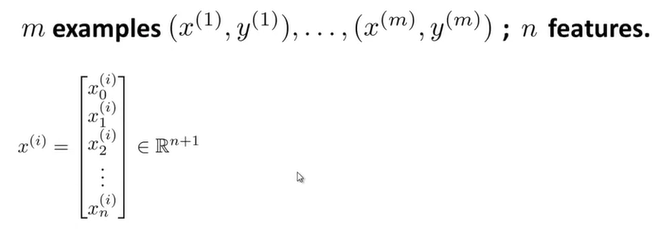 m examples (x^(1), y^(1)), ..., (x^(m), y^(m)) ; n features.
x^(i) = [x_0^(i) x_1^(i) x_2^(i) ⋮ x_n^(i)] ∈ ℝ^{n+1}